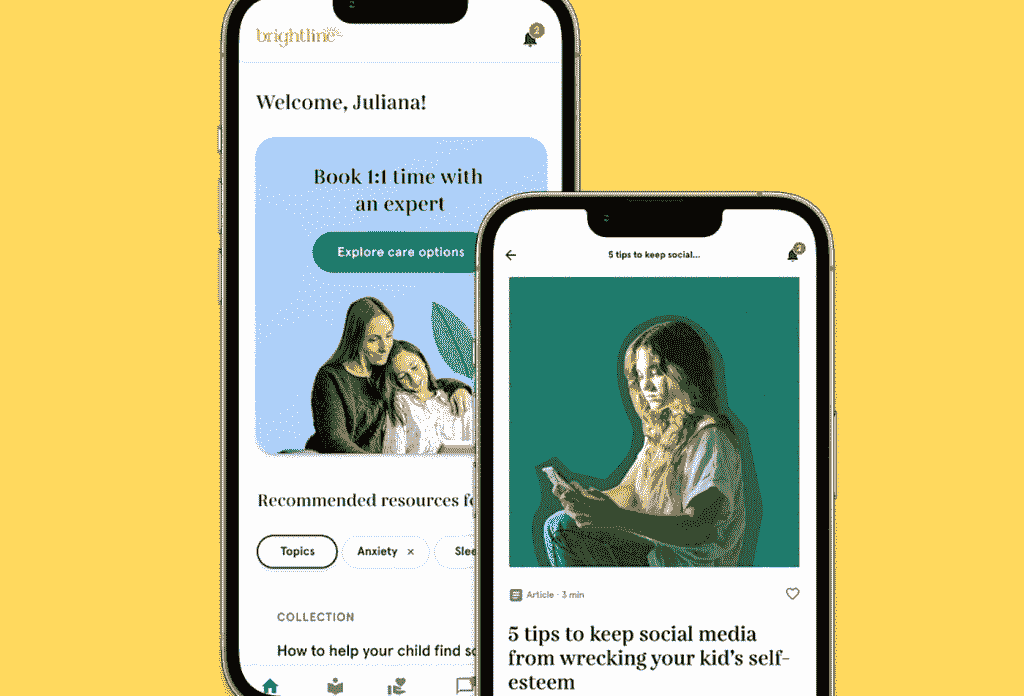 brightline
2
Welcome, Juliana!
Book 1:1 time with
an expert
Explore care options
Recommended resources
Topics
Anxiety ×
COLLECTION
How to help your child find
5 tips to keep social...
2
Article · 3 min
5 tips to keep social media
from wrecking your kid's self-
esteem